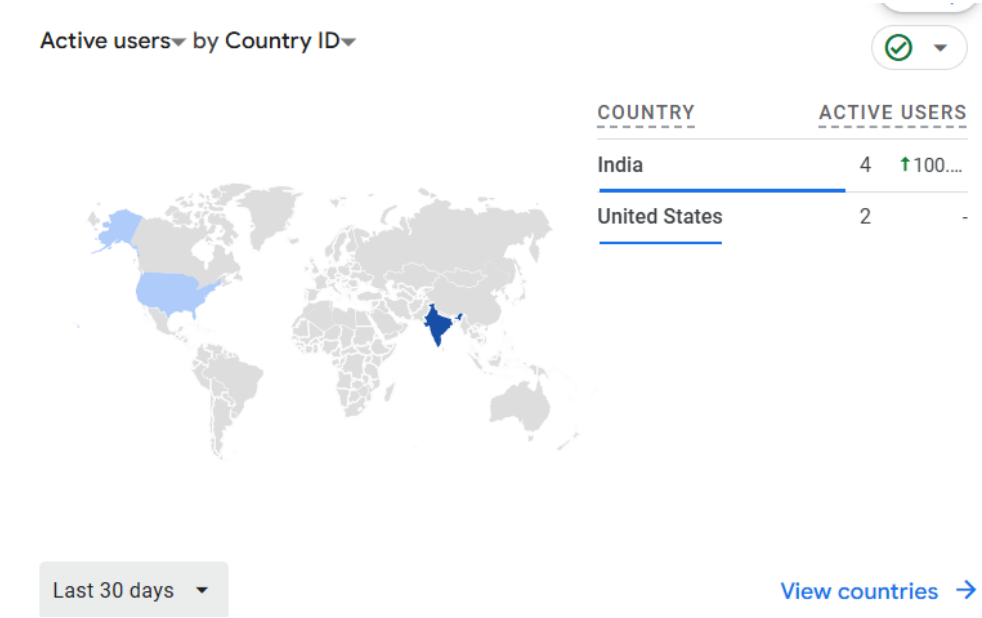 Active users by Country ID
COUNTRY ACTIVE USERS
India 4 100....
United States 2 -
Last 30 days
View countries